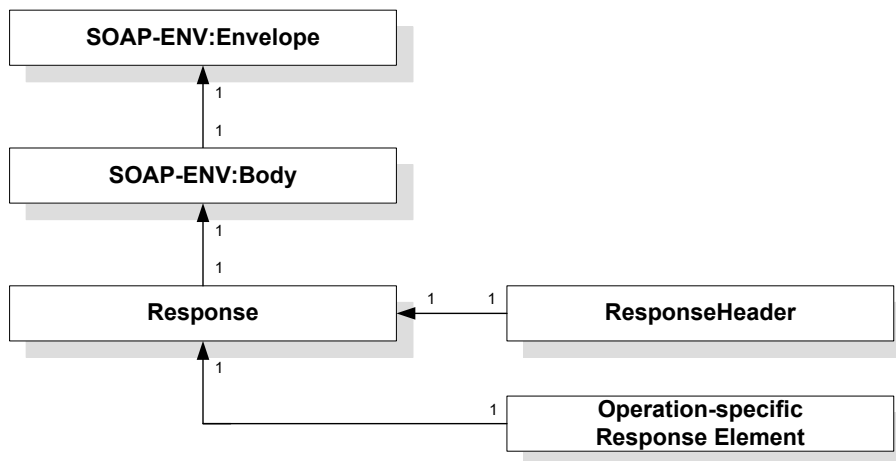 SOAP-ENV:Envelope
1
1
SOAP-ENV:Body
1
1
Response
1
1
ResponseHeader
1
1
Operation-specific
Response Element